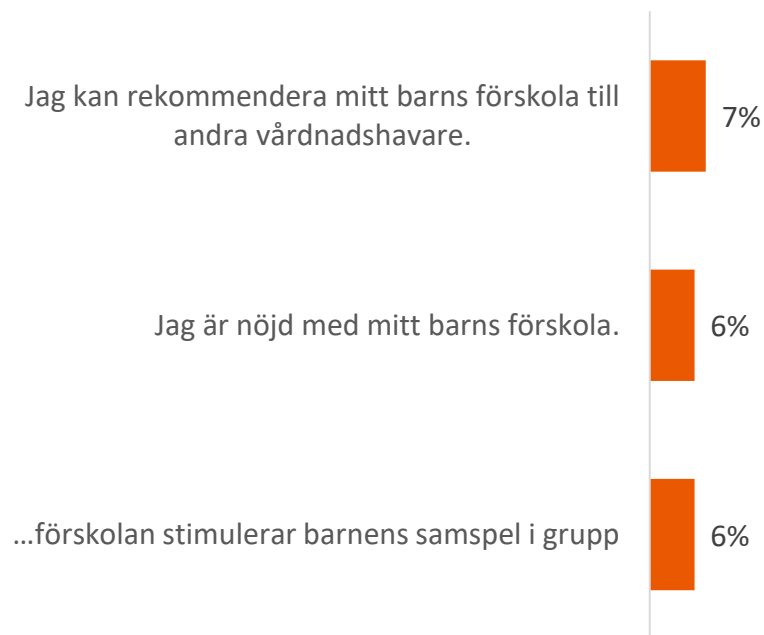 Jag kan rekommendera mitt barns förskola till
andra vårdnadshavare.
7%
Jag är nöjd med mitt barns förskola.
6%
...förskolan stimulerar barnens samspel i grupp
6%